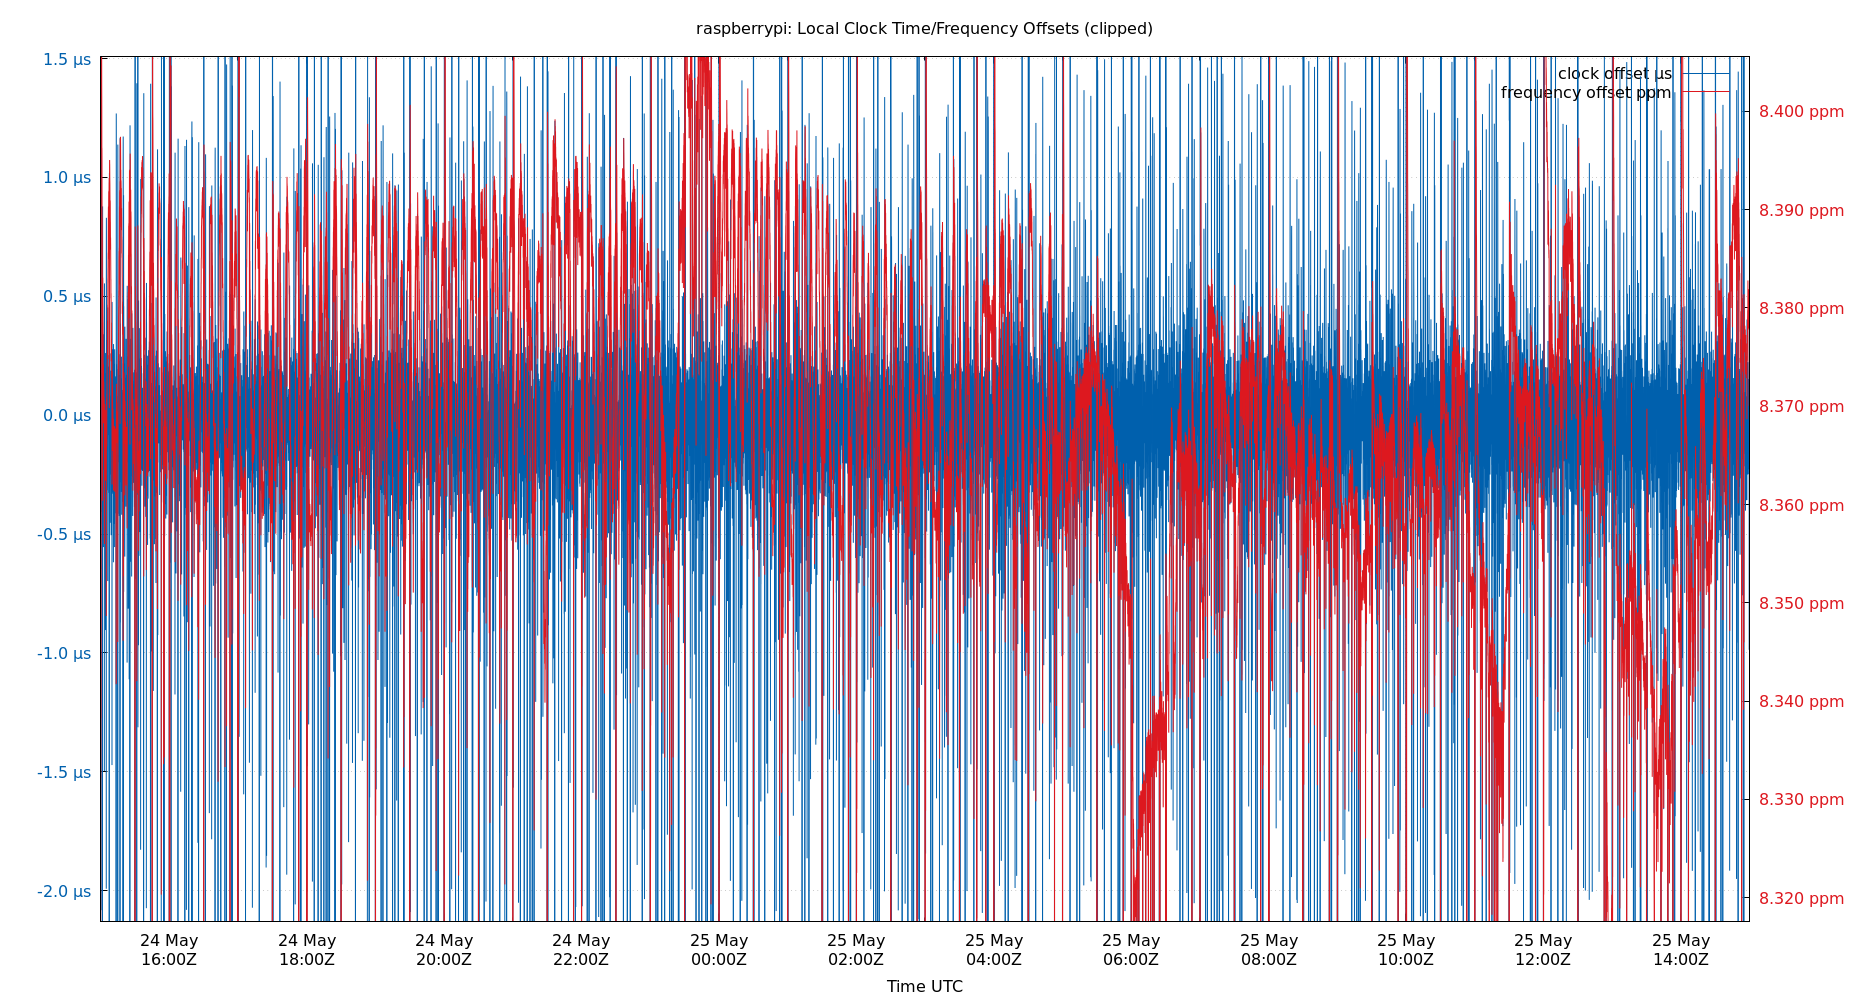 raspberrypi: Local Clock Time/Frequency Offsets (clipped)
1.5 µs
1.0 µs
0.5 µs
0.0 µs
-0.5 µs
-1.0 µs
-1.5 µs
-2.0 µs
clock offset µs
frequency offset ppm
8.400 ppm
8.390 ppm
8.380 ppm
8.370 ppm
8.360 ppm
8.350 ppm
8.340 ppm
8.330 ppm
8.320 ppm
24 May 24 May 24 May 24 May 25 May 25 May 25 May 25 May 25 May 25 May 25 May 25 May
16:00Z 18:00Z 20:00Z 22:00Z 00:00Z 02:00Z 04:00Z 06:00Z 08:00Z 10:00Z 12:00Z 14:00Z
Time UTC